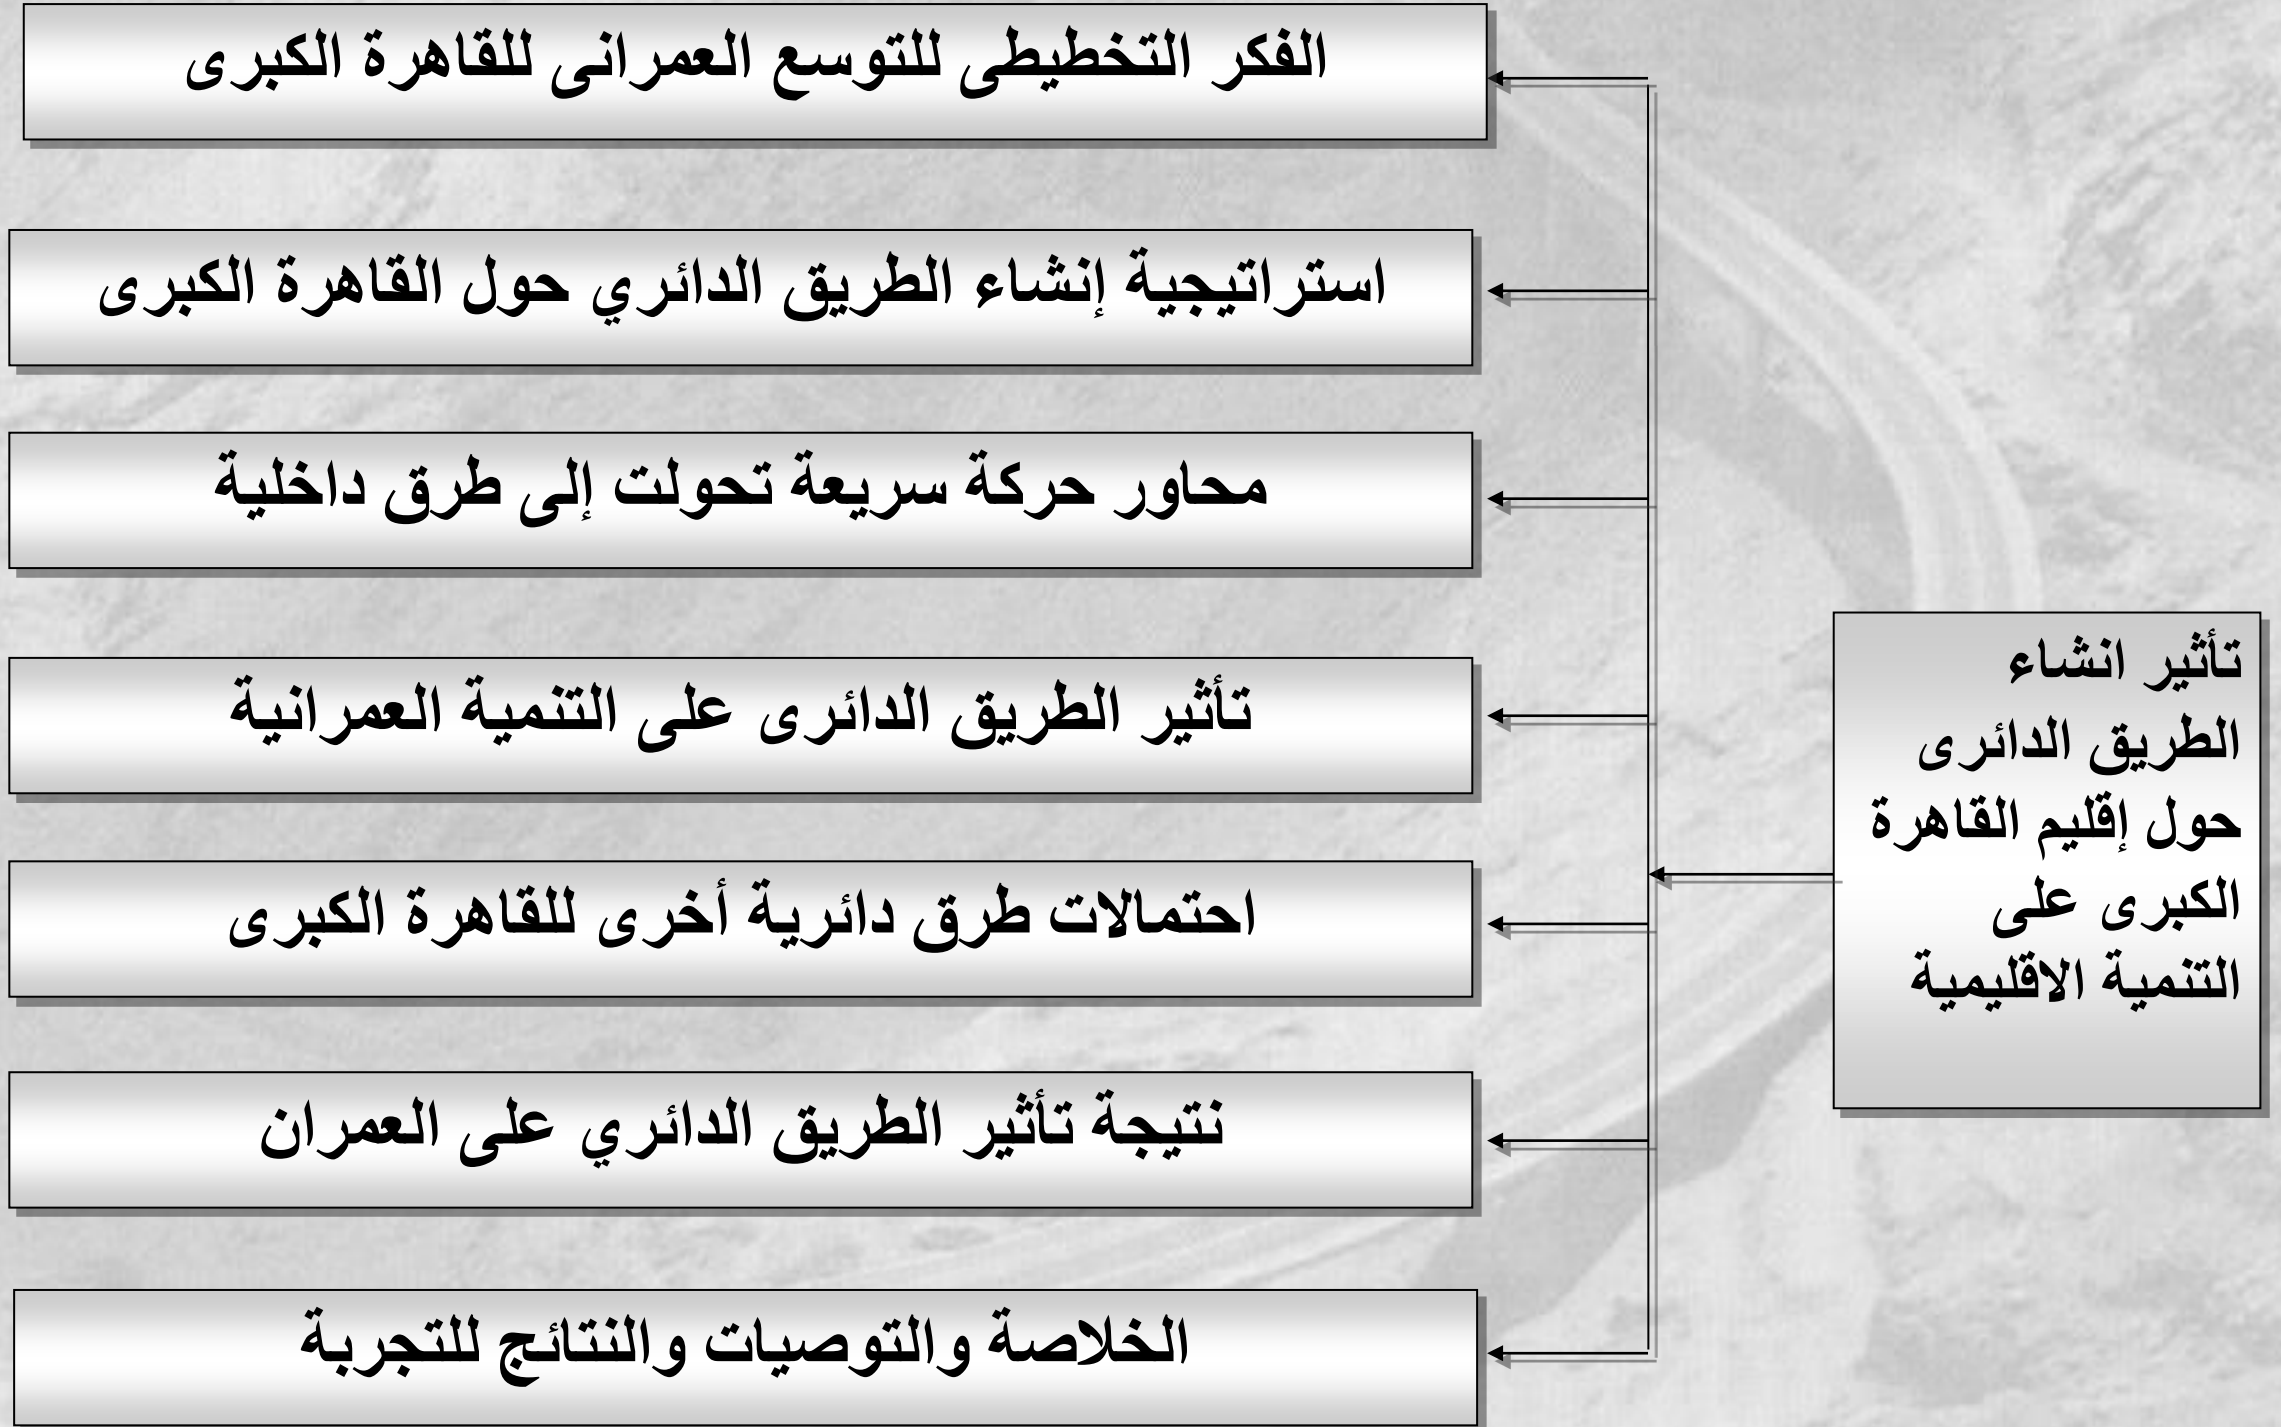 تأثير انشاء
الطريق الدائرى
حول إقليم القاهرة
الكبرى على
التنمية الاقليمية
الفكر التخطيطى للتوسع العمرانى للقاهرة الكبرى
استراتيجية إنشاء الطريق الدائري حول القاهرة الكبرى
محاور حركة سريعة تحولت إلى طرق داخلية
تأثير الطريق الدائرى على التنمية العمرانية
احتمالات طرق دائرية أخرى للقاهرة الكبرى
نتيجة تأثير الطريق الدائري على العمران
الخلاصة والتوصيات والنتائج للتجربة